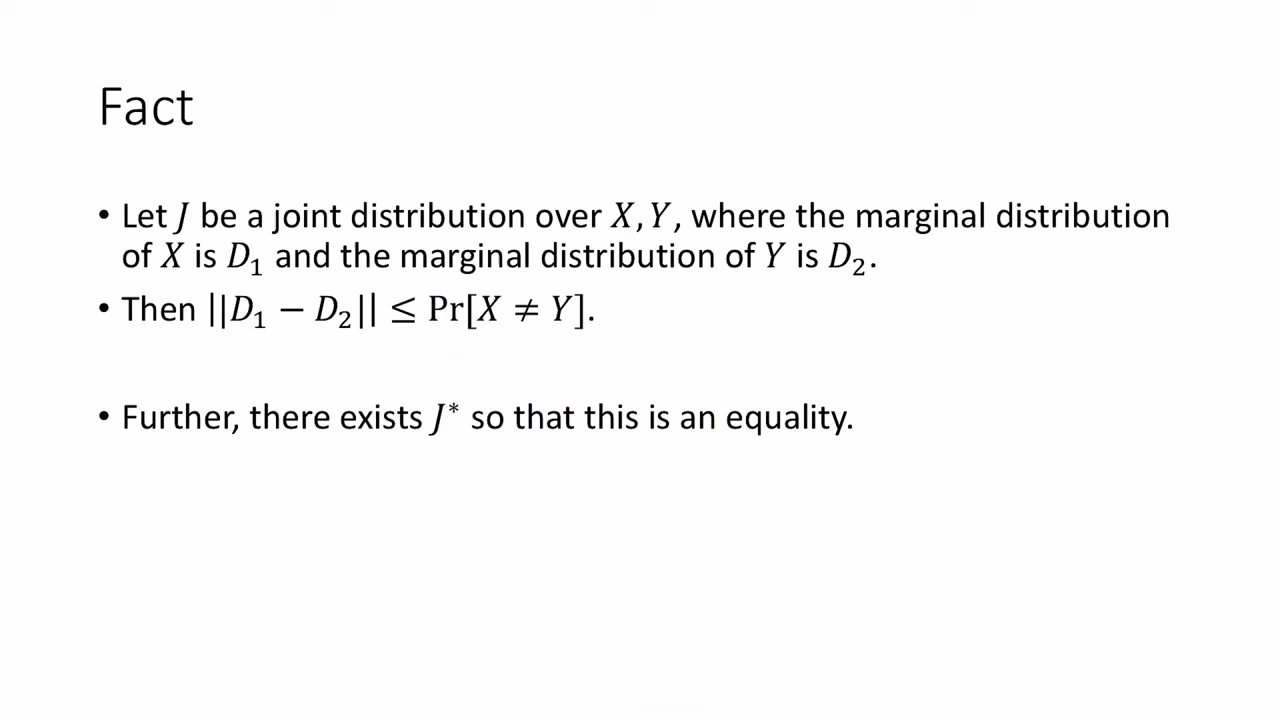 Fact
• Let J be a joint distribution over X, Y, where the marginal distribution
of X is D₁ and the marginal distribution of Y is D₂.
• Then ||D₁ − D₂|| ≤ Pr[X ≠ Y].
• Further, there exists J* so that this is an equality.